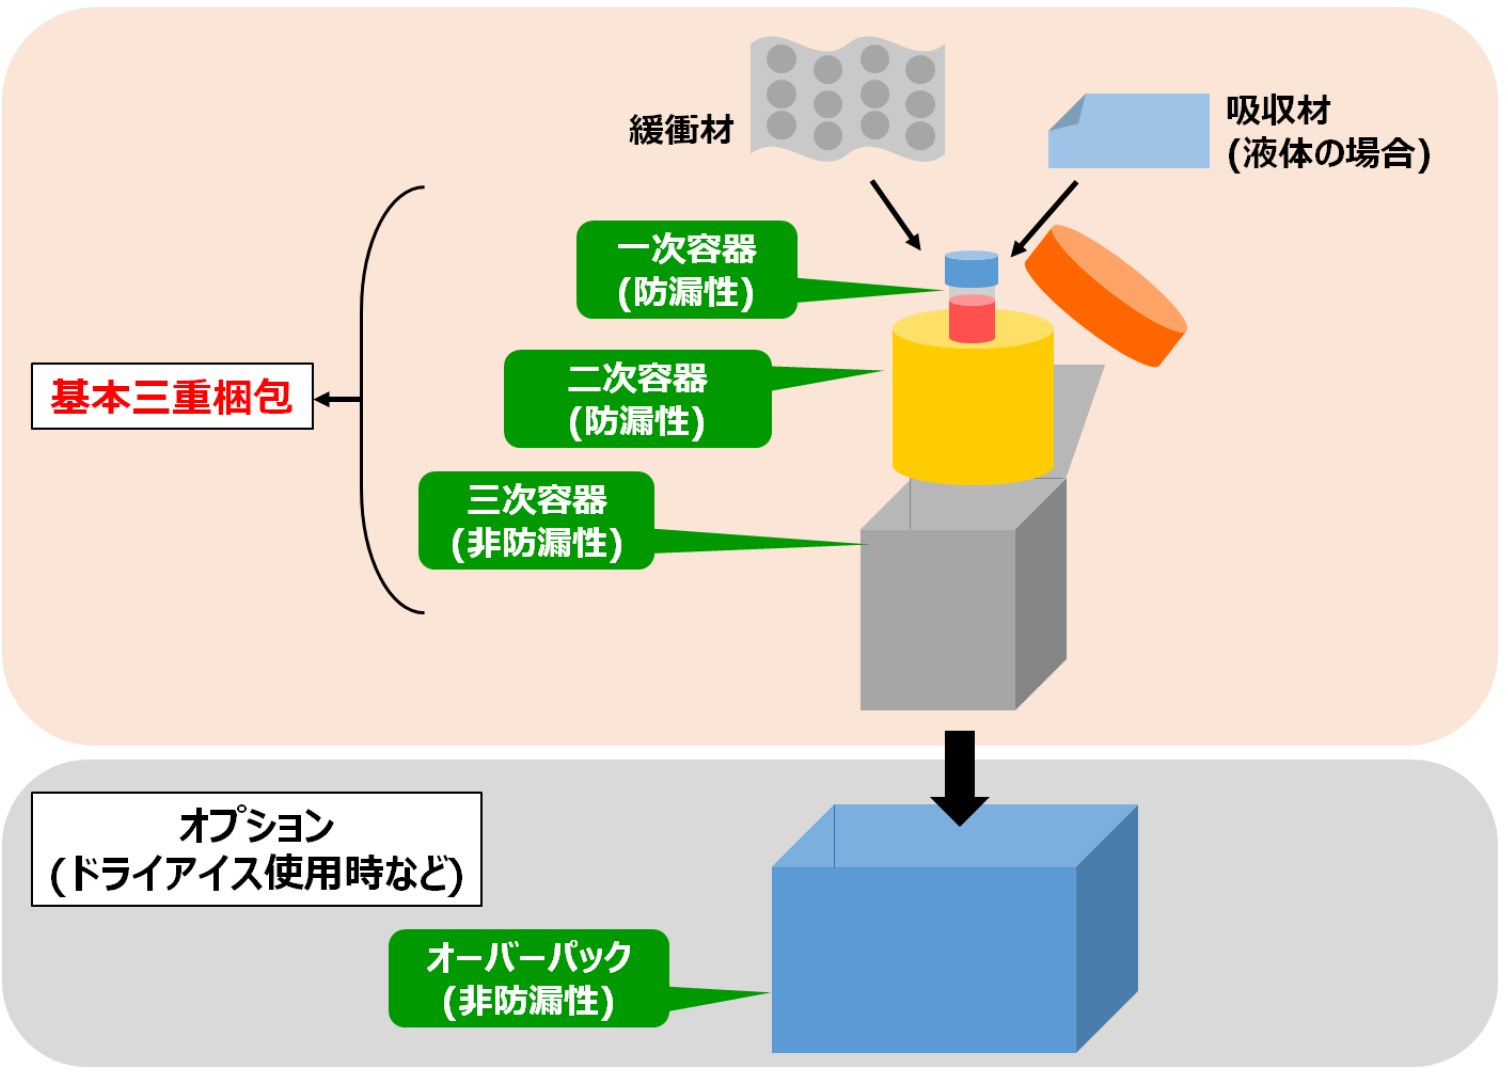 緩衝材
吸収材
(液体の場合)
一次容器
(防漏性)
二次容器
(防漏性)
基本三重梱包
三次容器
(非防漏性)
オプション
(ドライアイス使用時など)
オーバーパック
(非防漏性)